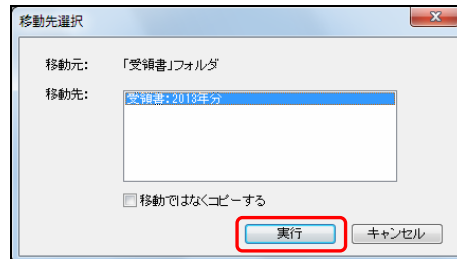 移動先選択
移動元: 「受領書」フォルダ
移動先: 受領書:2013年分
移動ではなくコピーする
実行 キャンセル